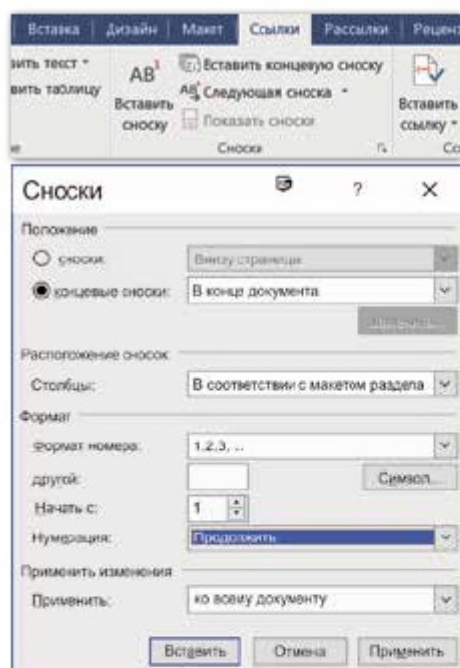 Вставка Дизайн Макет Ссылки Рассылки Реценз
вить текст
AB¹
Вставить концевую сноску
вить таблицу
Вставить сноску
Следующая сноска
Показать сноски
Вставить ссылку
Сноски
Со
Сноски ? ×
Положение
сноски: Внизу страницы
концевые сноски: В конце документа
Расположение сносок
Столбцы: В соответствии с макетом раздела
Формат
Формат номера: 1,2,3, ...
другой: Символ...
Начать с: 1
Нумерация: Продолжить
Применить изменения
Применить: ко всему документу
Вставить Отмена Применить